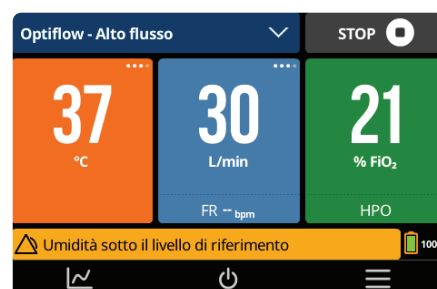 Optiflow - Alto flusso
STOP
37
°C
30
L/min
FR -- bpm
21
% FiO₂
HPO
Umidità sotto il livello di riferimento
100